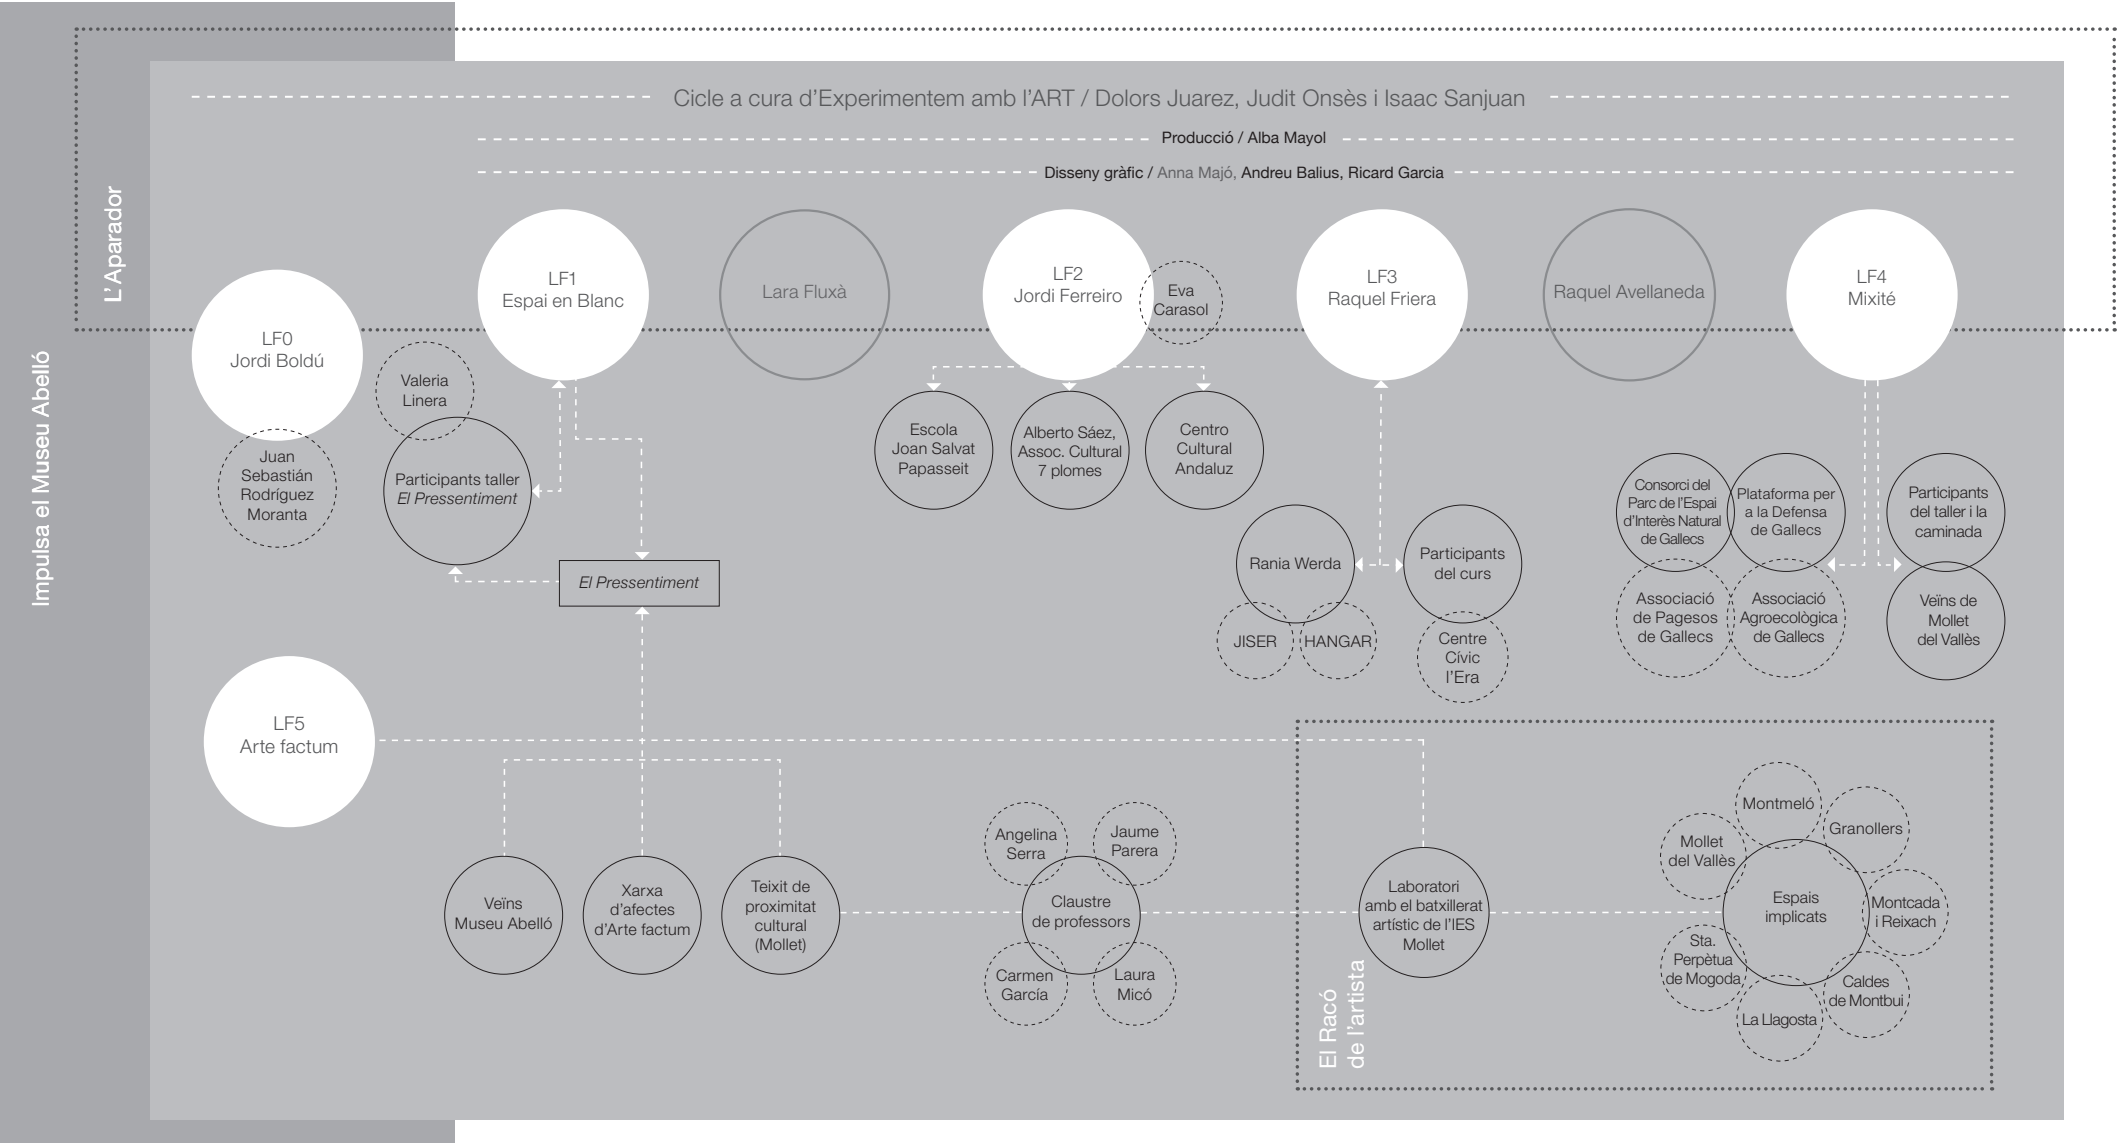 Impulsa el Museu Abelló
L'Aparador
Cicle a cura d'Experimentem amb l'ART / Dolors Juarez, Judit Onsès i Isaac Sanjuan
Producció / Alba Mayol
Disseny gràfic / Anna Majó, Andreu Balius, Ricard Garcia
LF0
Jordi Boldú
Juan
Sebastián
Rodríguez
Moranta
LF1
Espai en Blanc
Valeria
Linera
Participants taller
El Pressentiment
El Pressentiment
Lara Fluxà
LF2
Jordi Ferreiro
Eva
Carasol
Escola
Joan Salvat
Papasseit
Alberto Sáez,
Assoc. Cultural
7 plomes
Centro
Cultural
Andaluz
LF3
Raquel Friera
Rania Werda
JISER
HANGAR
Participants
del curs
Centre
Cívic
l'Era
Raquel Avellaneda
LF4
Mixité
Consorci del
Parc de l'Espai
d'Interès Natural
de Gallecs
Plataforma per
a la Defensa
de Gallecs
Associació
de Pagesos
de Gallecs
Associació
Agroecològica
de Gallecs
Participants
del taller i la
caminada
Veïns de
Mollet
del Vallès
LF5
Arte factum
Veïns
Museu Abelló
Xarxa
d'afectes
d'Arte factum
Teixit de
proximitat
cultural
(Mollet)
Angelina
Serra
Jaume
Parera
Claustre
de professors
Carmen
García
Laura
Micó
El Racó
de l'artista
Laboratori
amb el batxillerat
artístic de l'IES
Mollet
Espais
implicats
Montmeló
Granollers
Mollet
del Vallès
Montcada
i Reixach
Sta.
Perpètua
de Mogoda
Caldes
de Montbui
La Llagosta